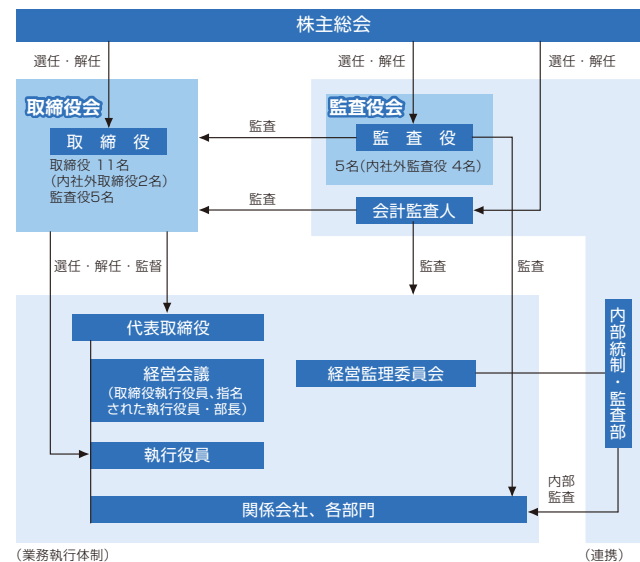 株主総会
選任・解任
選任・解任
選任・解任
取締役会
取締役
取締役 11名
(内社外取締役2名)
監査役5名
監査
監査役会
監査役
5名(内社外監査役 4名)
監査
会計監査人
選任・解任・監督
監査
監査
代表取締役
経営会議
(取締役執行役員、指名
された執行役員・部長)
経営監理委員会
内部統制・監査部
執行役員
内部
監査
関係会社、各部門
(業務執行体制)
(連携)